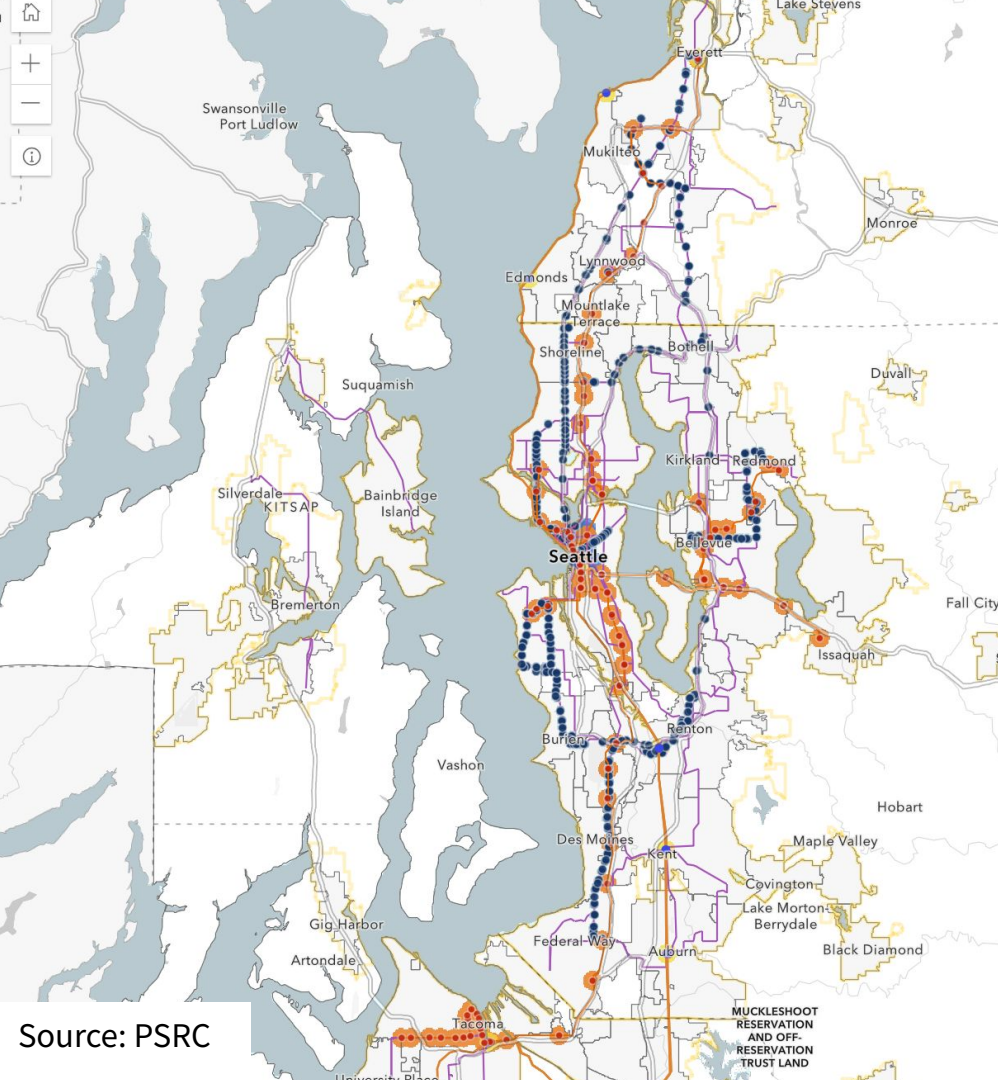 Lake Stevens
Everett
Swansonville
Port Ludlow
Mukilteo
Monroe
Lynnwood
Edmonds
Mountlake
Terrace
Shoreline
Bothell
Duvall
Suquamish
Kirkland
Redmond
Silverdale
KITSAP
Bainbridge
Island
Bellevue
Seattle
Bremerton
Fall City
Issaquah
Renton
Burien
Vashon
Hobart
Des Moines
Maple Valley
Kent
Covington
Lake Morton-
Berrydale
Gig Harbor
Federal Way
Auburn
Black Diamond
Artondale
MUCKLESHOOT
RESERVATION
AND OFF-
RESERVATION
TRUST LAND
Tacoma
Source: PSRC
University Place